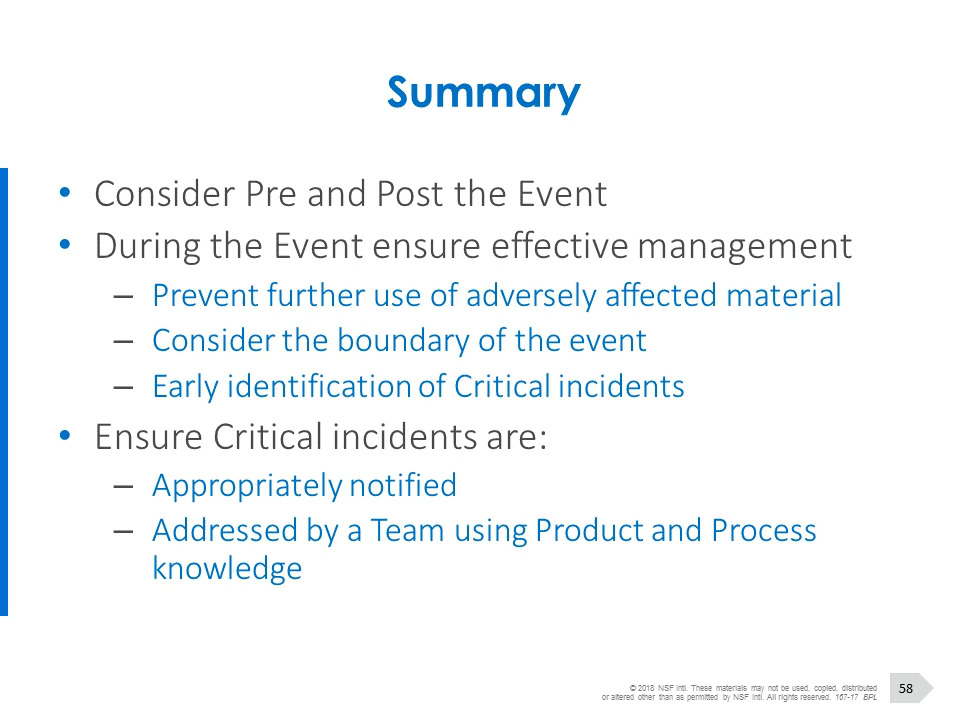 Summary
• Consider Pre and Post the Event
• During the Event ensure effective management
– Prevent further use of adversely affected material
– Consider the boundary of the event
– Early identification of Critical incidents
• Ensure Critical incidents are:
– Appropriately notified
– Addressed by a Team using Product and Process
knowledge
© 2018 NSF Intl. These materials may not be used, copied, distributed
or altered other than as permitted by NSF Intl. All rights reserved. 167-17 BPL
58